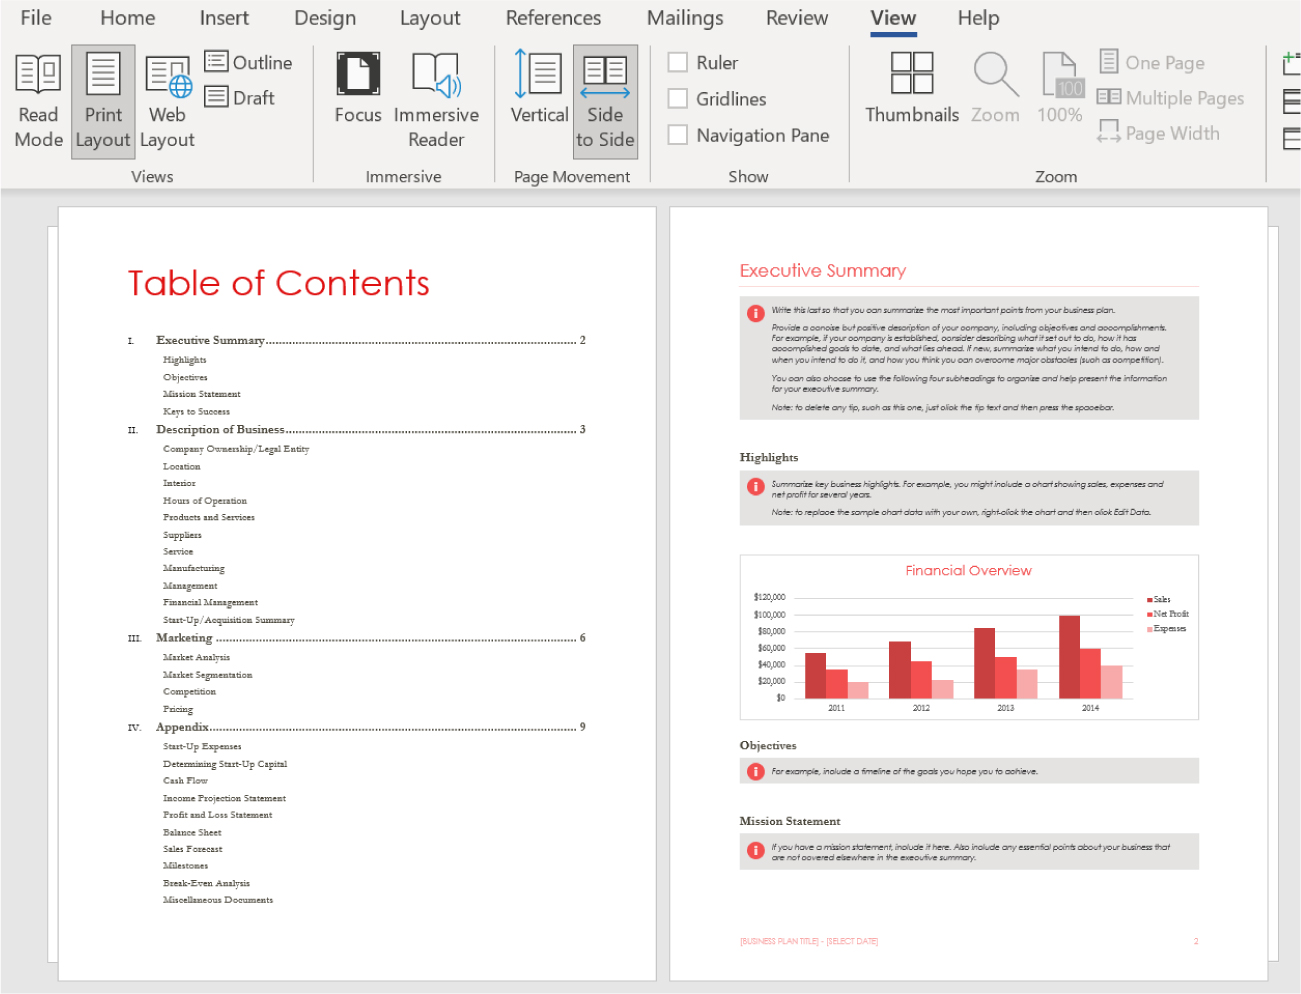 File Home Insert Design Layout References Mailings Review View Help
Read Mode
Print Layout
Web Layout
Outline
Draft
Views
Focus
Immersive Reader
Immersive
Vertical
Side to Side
Page Movement
Ruler
Gridlines
Navigation Pane
Show
Thumbnails
Zoom
100
100%
One Page
Multiple Pages
Page Width
Zoom
Table of Contents
I. Executive Summary 2
Highlights
Objectives
Mission Statement
Keys to Success
II. Description of Business 3
Company Ownership/Legal Entity
Location
Interior
Hours of Operation
Products and Services
Suppliers
Service
Manufacturing
Management
Financial Management
Start-Up/Acquisition Summary
III. Marketing 6
Market Analysis
Market Segmentation
Competition
Pricing
IV. Appendix 9
Start-Up Expenses
Determining Start-Up Capital
Cash Flow
Income Projection Statement
Profit and Loss Statement
Balance Sheet
Sales Forecast
Milestones
Break-Even Analysis
Miscellaneous Documents
Executive Summary
Write this last so that you can summarize the most important points from your business plan.
Provide a concise but positive description of your company, including objectives and accomplishments.
For example, if your company is established, consider describing what it set out to do, how it has
accomplished goals to date, and what lies ahead. If new, summarize what you intend to do, how and
when you intend to do it, and how you think you can overcome major obstacles (such as competition).
You can also choose to use the following four subheadings to organize and help present the information
for your executive summary.
Note: to delete any tip, such as this one, just click the tip text and then press the spacebar.
Highlights
Summarize key business highlights. For example, you might include a chart showing sales, expenses and
net profit for several years.
Note: to replace the sample chart data with your own, right-click the chart and then click Edit Data.
Financial Overview
$120,000
$100,000
$80,000
$60,000
$40,000
$20,000
$0
2011 2012 2013 2014
Sales
Net Profit
Expenses
Objectives
For example, include a timeline of the goals you hope you to achieve.
Mission Statement
If you have a mission statement, include it here. Also include any essential points about your business that
are not covered elsewhere in the executive summary.
[BUSINESS PLAN TITLE] - [SELECT DATE] 2